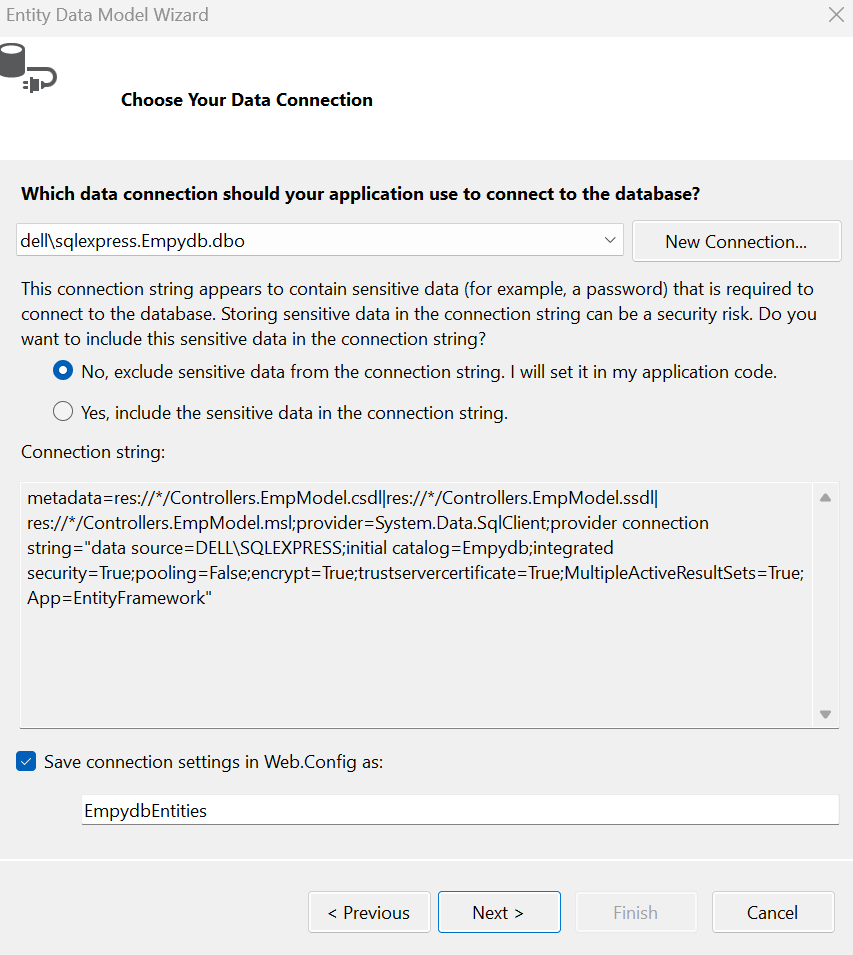 Entity Data Model Wizard
Choose Your Data Connection
Which data connection should your application use to connect to the database?
dell\sqlexpress.Empydb.dbo
New Connection...
This connection string appears to contain sensitive data (for example, a password) that is required to
connect to the database. Storing sensitive data in the connection string can be a security risk. Do you
want to include this sensitive data in the connection string?
No, exclude sensitive data from the connection string. I will set it in my application code.
Yes, include the sensitive data in the connection string.
Connection string:
metadata=res://*/Controllers.EmpModel.csdl|res://*/Controllers.EmpModel.ssdl|
res://*/Controllers.EmpModel.msl;provider=System.Data.SqlClient;provider connection
string="data source=DELL\SQLEXPRESS;initial catalog=Empydb;integrated
security=True;pooling=False;encrypt=True;trustservercertificate=True;MultipleActiveResultSets=True;
App=EntityFramework"
Save connection settings in Web.Config as:
EmpydbEntities
< Previous
Next >
Finish
Cancel